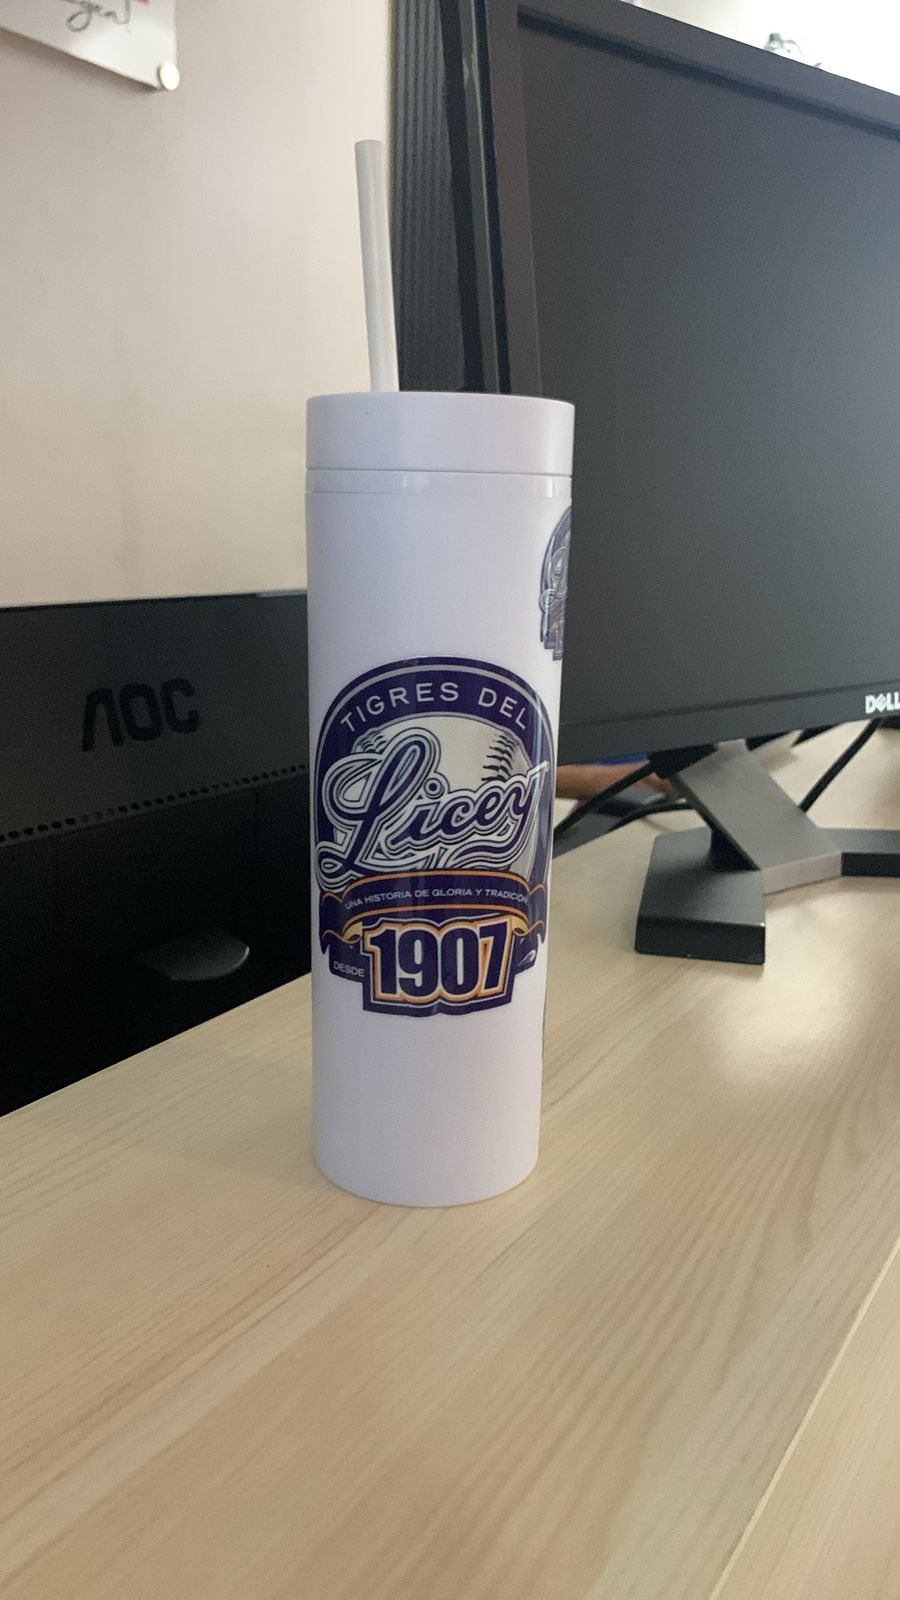 AOC
DELL
TIGRES DEL
Licey
UNA HISTORIA DE GLORIA Y TRADICIÓN
DESDE
1907